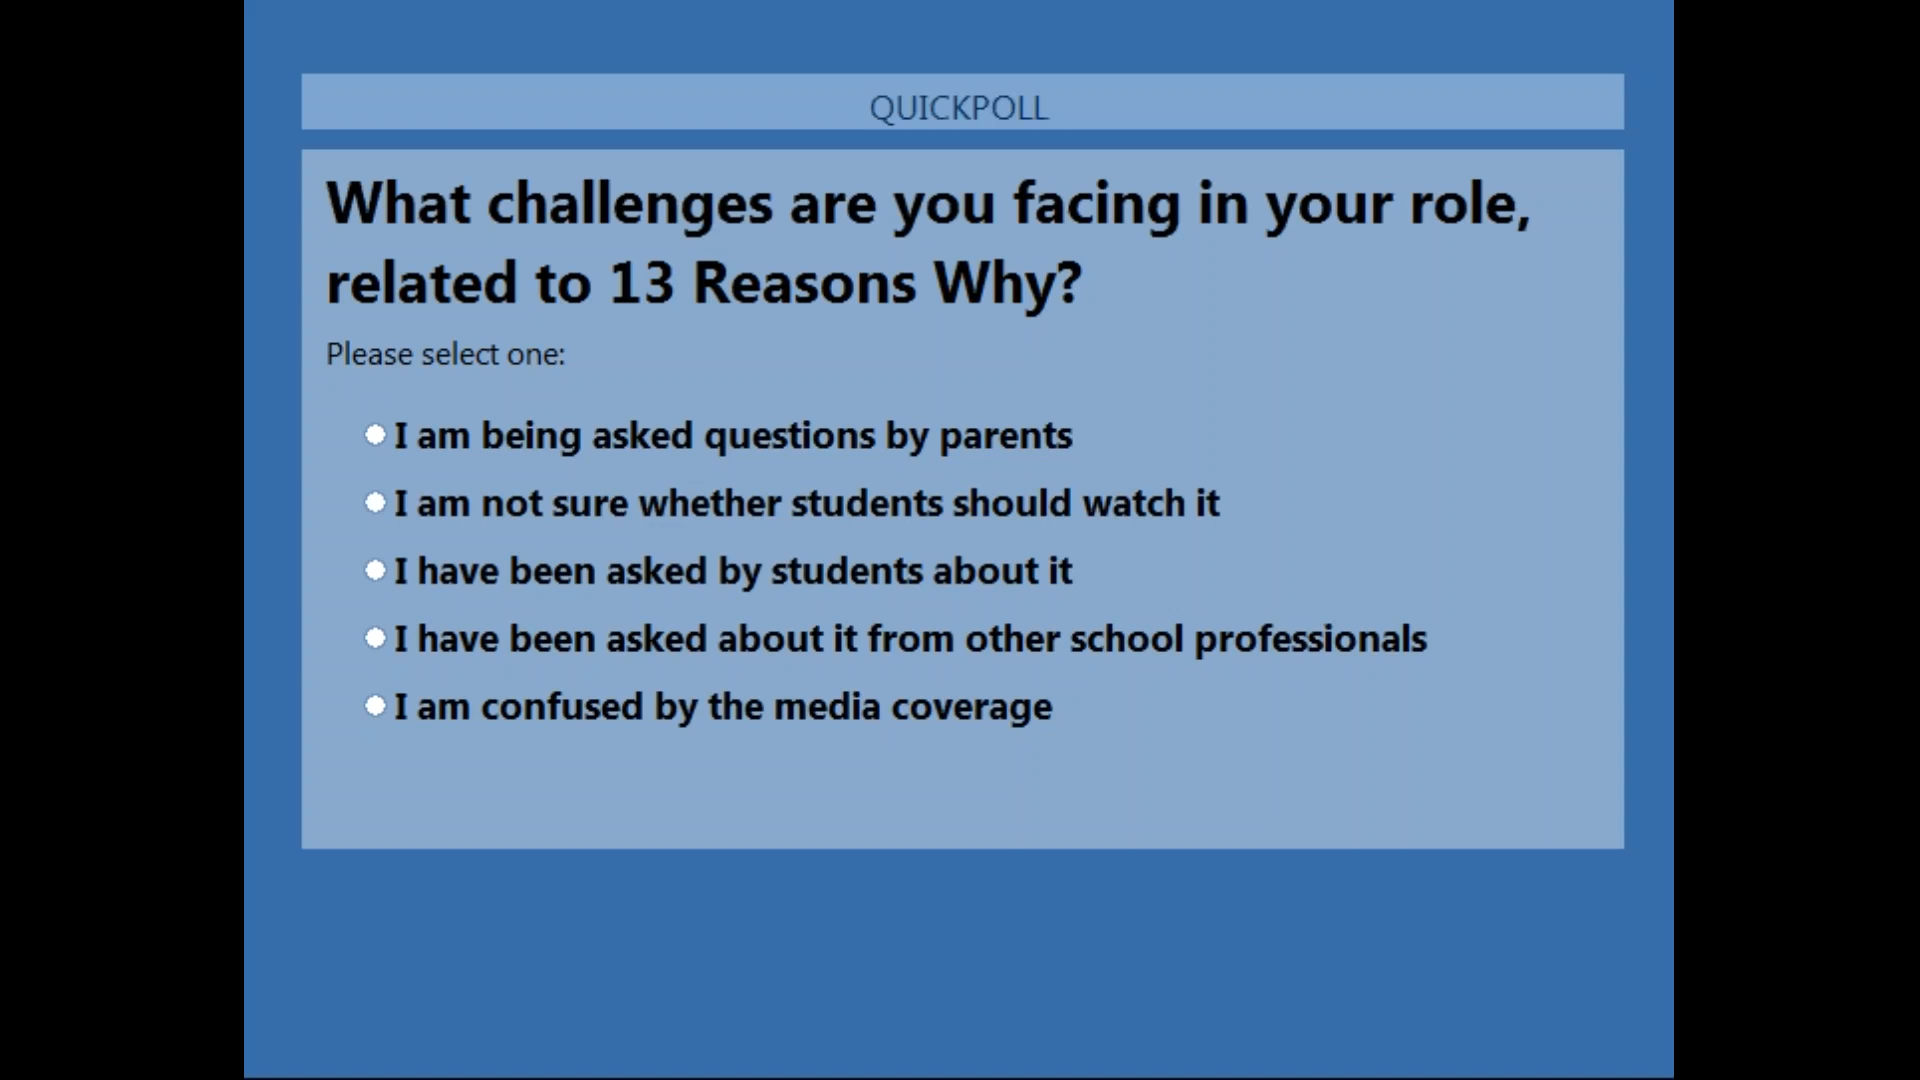 QUICKPOLL
What challenges are you facing in your role,
related to 13 Reasons Why?
Please select one:
I am being asked questions by parents
I am not sure whether students should watch it
I have been asked by students about it
I have been asked about it from other school professionals
I am confused by the media coverage